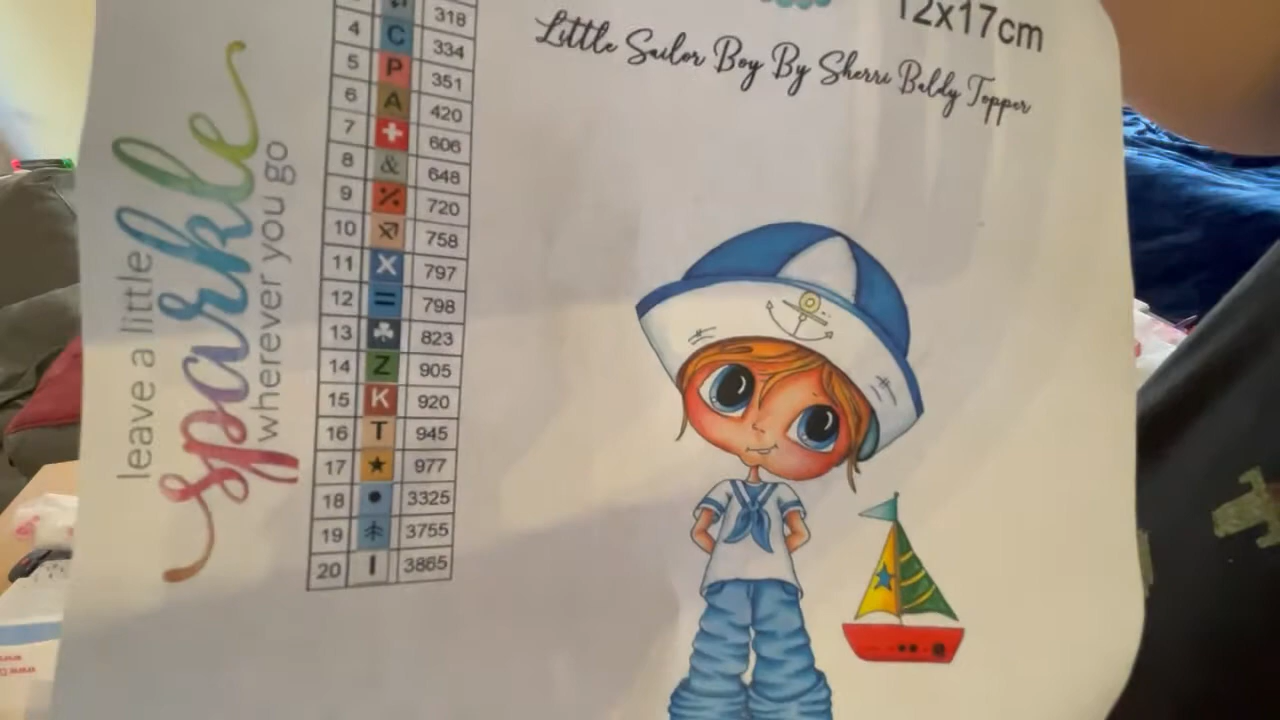 12x17cm
Little Sailor Boy By Sherri Baldy Topper
leave a little
sparkle
wherever you go
318
4 C 334
5 P 351
6 A 420
7 + 606
8 & 648
9 % 720
10 758
11 X 797
12 = 798
13 ♣ 823
14 Z 905
15 K 920
16 T 945
17 ★ 977
18 ● 3325
19 3755
20 I 3865